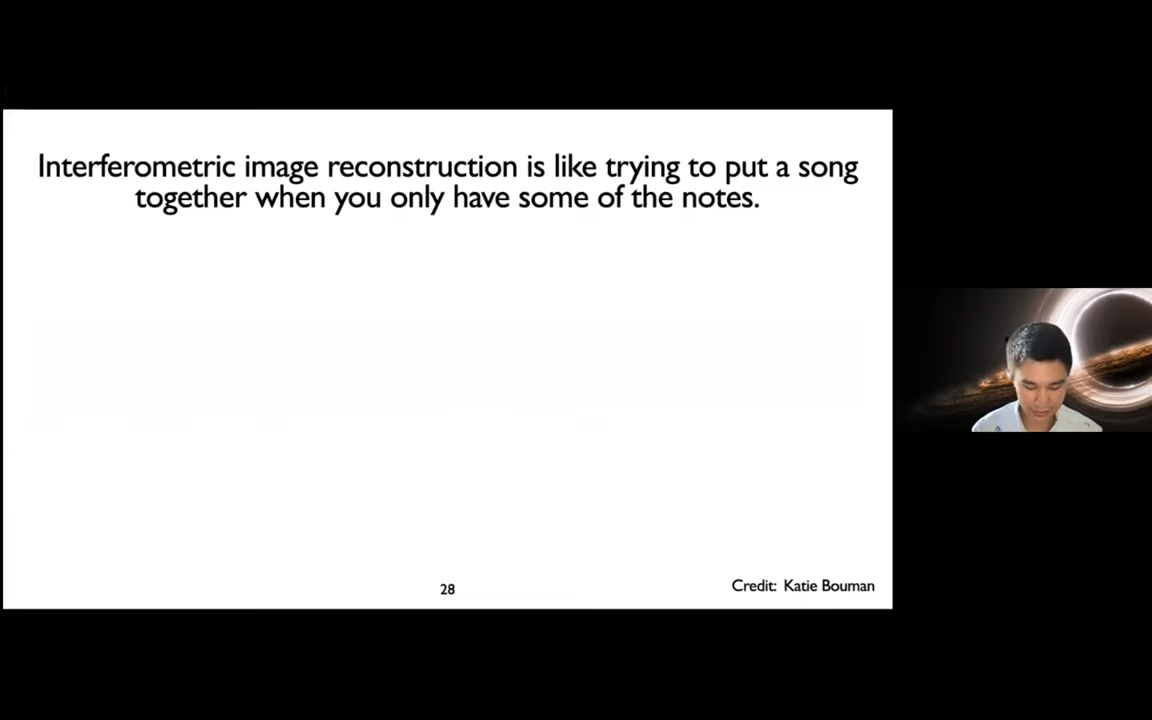 Interferometric image reconstruction is like trying to put a song
together when you only have some of the notes.
28
Credit: Katie Bouman